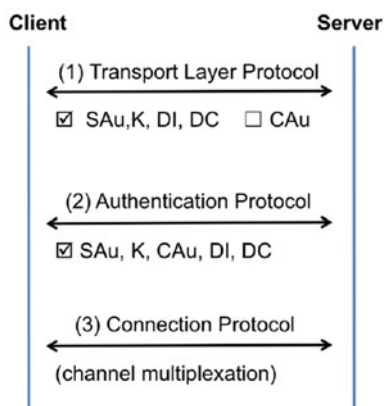 Client Server
(1) Transport Layer Protocol
☑ SAu,K, DI, DC ☐ CAu
(2) Authentication Protocol
☑ SAu, K, CAu, DI, DC
(3) Connection Protocol
(channel multiplexation)